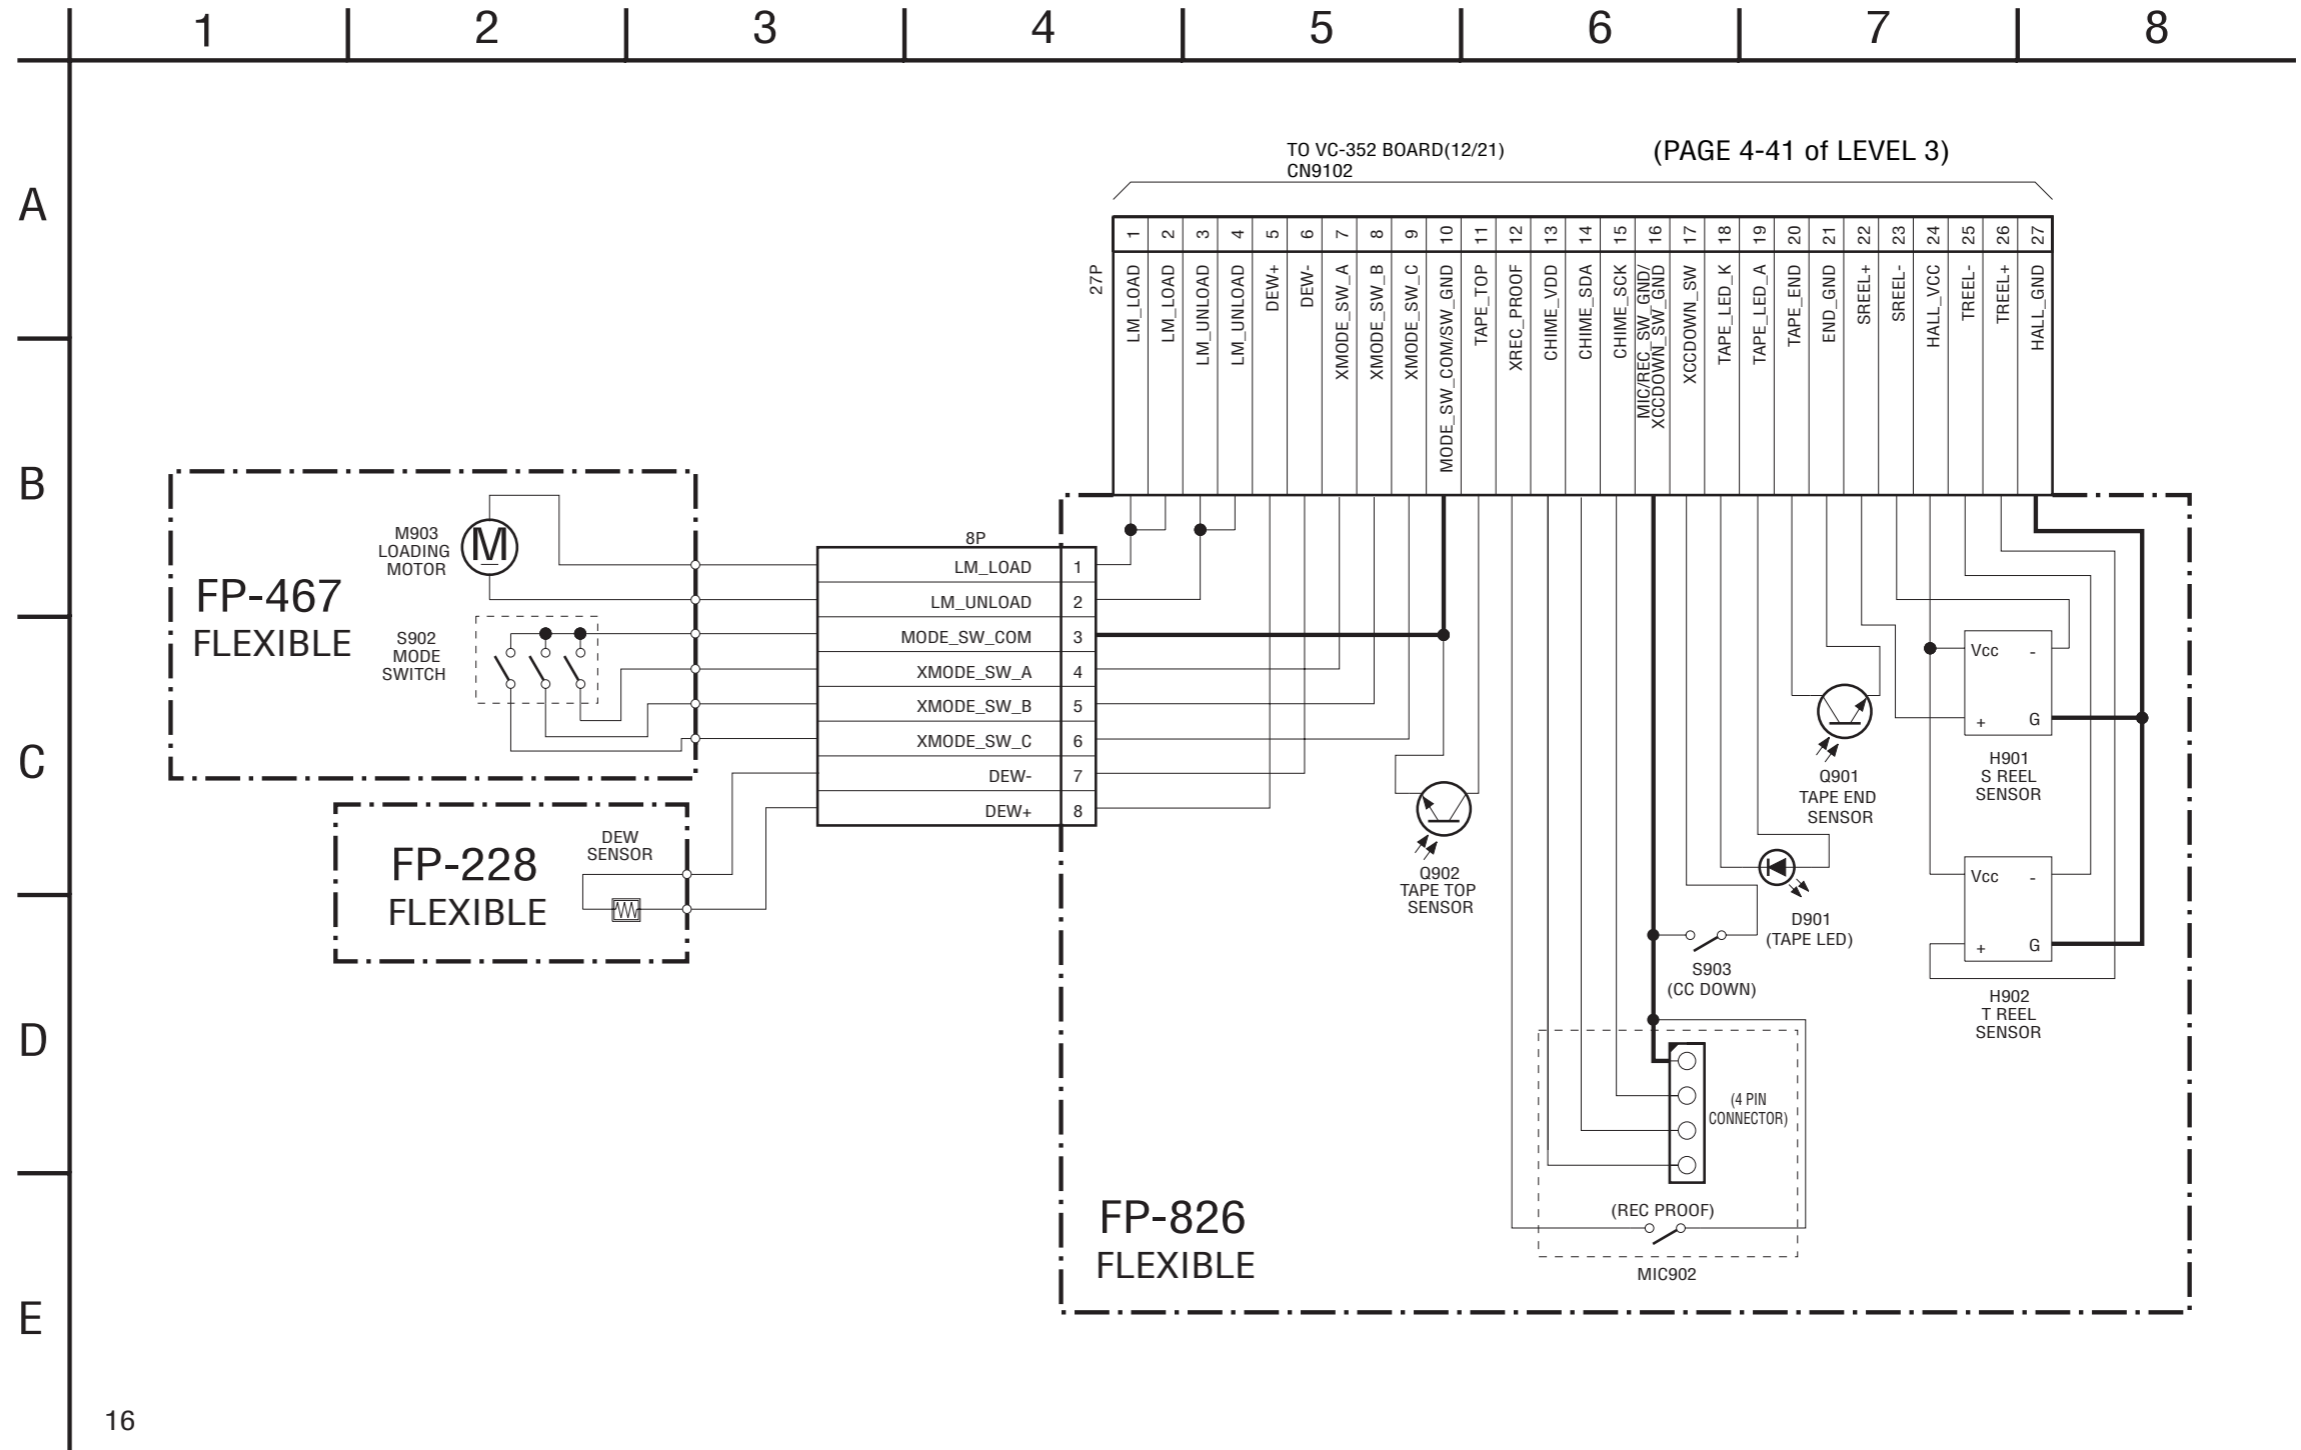 1 2 3 4 5 6 7 8
A
B
C
D
E
TO VC-352 BOARD(12/21)
CN9102
(PAGE 4-41 of LEVEL 3)
27P
1 LM_LOAD
2 LM_LOAD
3 LM_UNLOAD
4 LM_UNLOAD
5 DEW+
6 DEW-
7 XMODE_SW_A
8 XMODE_SW_B
9 XMODE_SW_C
10 MODE_SW_COM/SW_GND
11 TAPE_TOP
12 XREC_PROOF
13 CHIME_VDD
14 CHIME_SDA
15 CHIME_SCK
16 MIC/REC_SW_GND/
XCCDOWN_SW_GND
17 XCCDOWN_SW
18 TAPE_LED_K
19 TAPE_LED_A
20 TAPE_END
21 END_GND
22 SREEL+
23 SREEL-
24 HALL_VCC
25 TREEL-
26 TREEL+
27 HALL_GND
M903
LOADING
MOTOR
M
FP-467
FLEXIBLE
S902
MODE
SWITCH
8P
LM_LOAD 1
LM_UNLOAD 2
MODE_SW_COM 3
XMODE_SW_A 4
XMODE_SW_B 5
XMODE_SW_C 6
DEW- 7
DEW+ 8
DEW
SENSOR
FP-228
FLEXIBLE
Q902
TAPE TOP
SENSOR
Q901
TAPE END
SENSOR
Vcc -
+ G
H901
S REEL
SENSOR
D901
(TAPE LED)
Vcc -
+ G
H902
T REEL
SENSOR
S903
(CC DOWN)
(4 PIN
CONNECTOR)
(REC PROOF)
MIC902
FP-826
FLEXIBLE
16